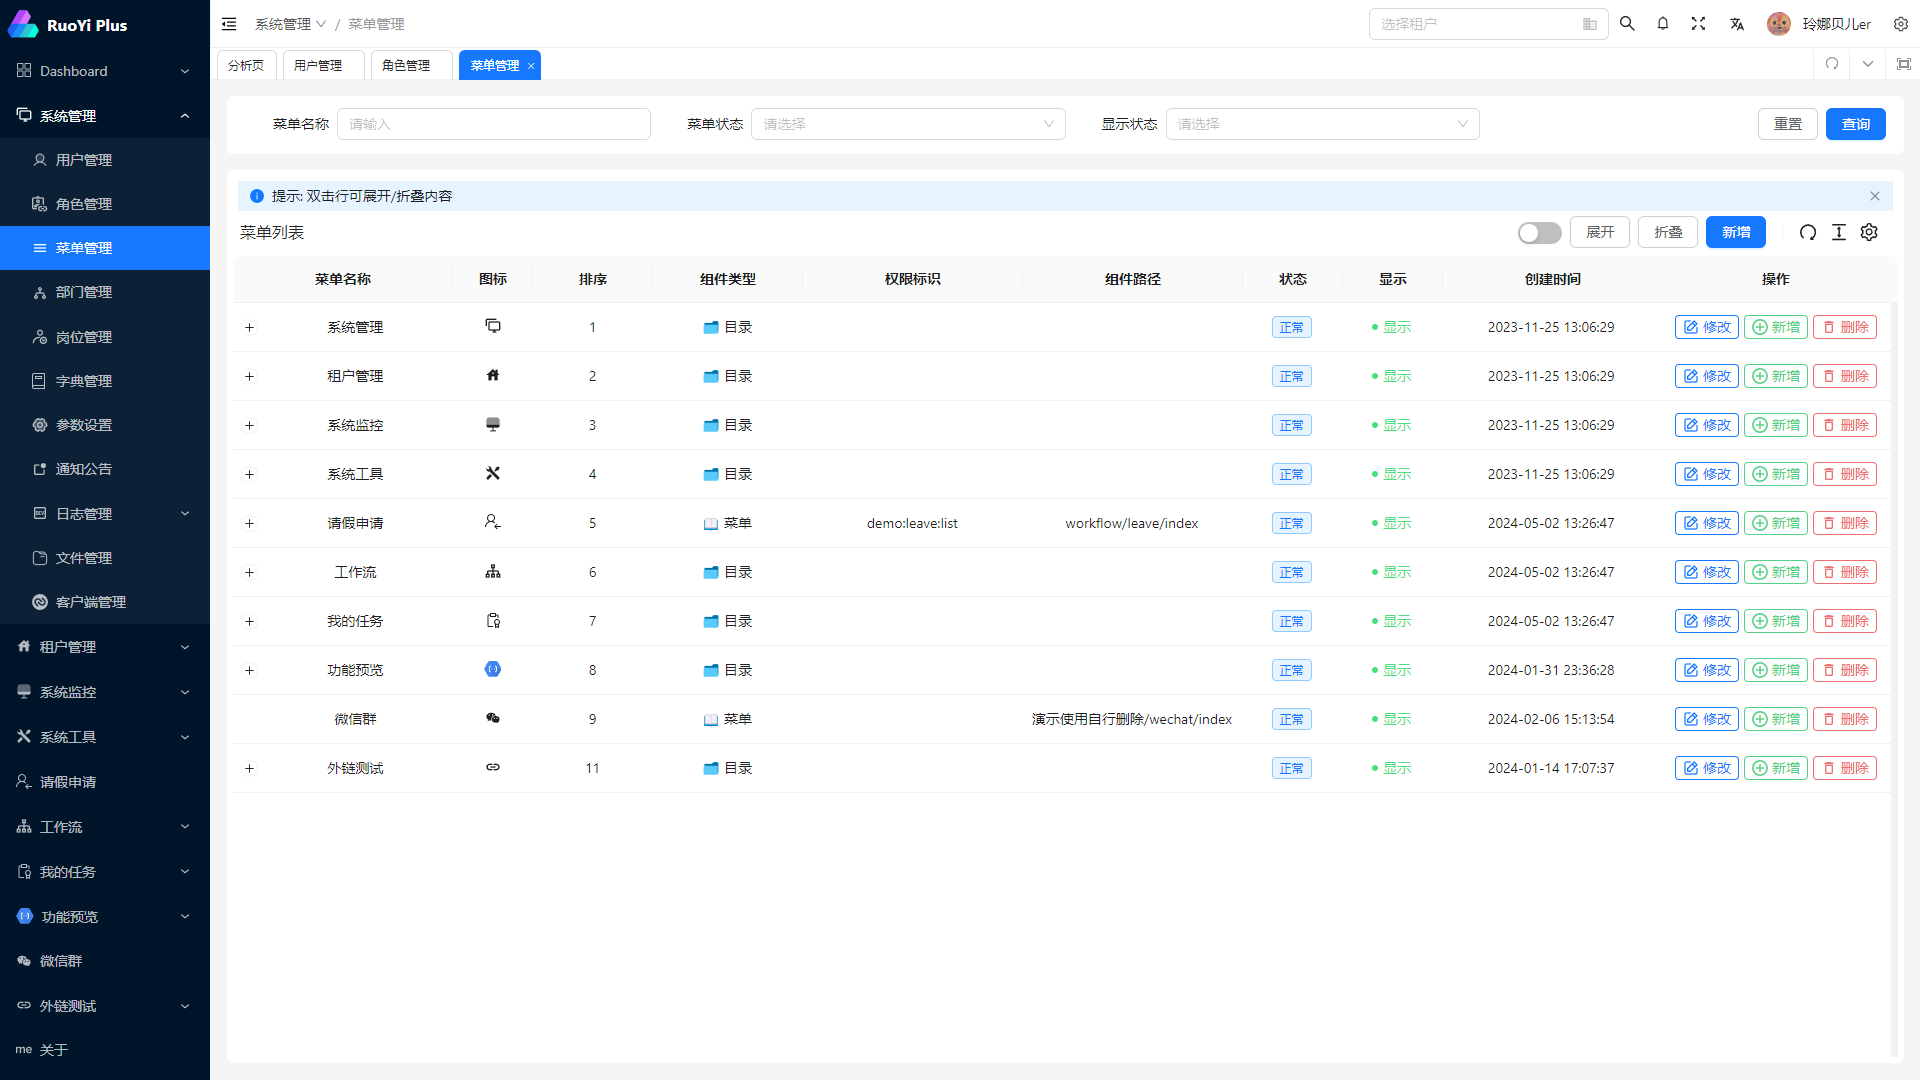 RuoYi Plus
Dashboard
系统管理
用户管理
角色管理
菜单管理
部门管理
岗位管理
字典管理
参数设置
通知公告
日志管理
文件管理
客户端管理
租户管理
系统监控
系统工具
请假申请
工作流
我的任务
功能预览
微信群
外链测试
me 关于
系统管理 / 菜单管理
选择租户
玲娜贝儿er
分析页 用户管理 角色管理 菜单管理 ×
菜单名称 请输入 菜单状态 请选择 显示状态 请选择 重置 查询
提示: 双击行可展开/折叠内容
菜单列表 展开 折叠 新增
菜单名称 图标 排序 组件类型 权限标识 组件路径 状态 显示 创建时间 操作
系统管理 1 目录 正常 显示 2023-11-25 13:06:29 修改 新增 删除
租户管理 2 目录 正常 显示 2023-11-25 13:06:29 修改 新增 删除
系统监控 3 目录 正常 显示 2023-11-25 13:06:29 修改 新增 删除
系统工具 4 目录 正常 显示 2023-11-25 13:06:29 修改 新增 删除
请假申请 5 菜单 demo:leave:list workflow/leave/index 正常 显示 2024-05-02 13:26:47 修改 新增 删除
工作流 6 目录 正常 显示 2024-05-02 13:26:47 修改 新增 删除
我的任务 7 目录 正常 显示 2024-05-02 13:26:47 修改 新增 删除
功能预览 8 目录 正常 显示 2024-01-31 23:36:28 修改 新增 删除
微信群 9 菜单 演示使用自行删除/wechat/index 正常 显示 2024-02-06 15:13:54 修改 新增 删除
外链测试 11 目录 正常 显示 2024-01-14 17:07:37 修改 新增 删除